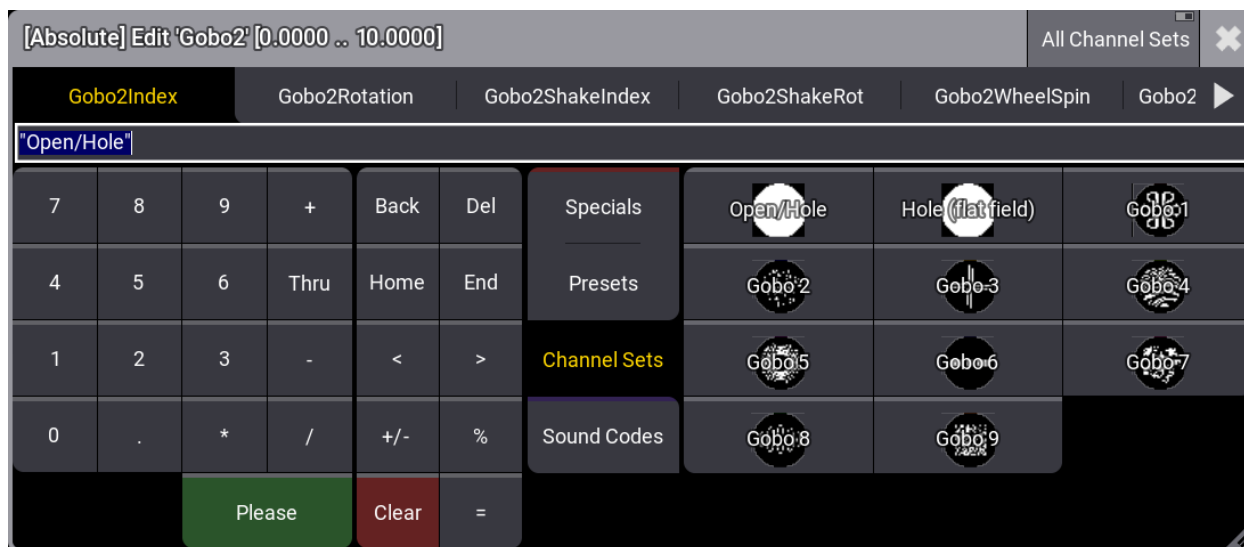 [Absolute] Edit 'Gobo2' [0.0000 .. 10.0000]
All Channel Sets
Gobo2Index Gobo2Rotation Gobo2ShakeIndex Gobo2ShakeRot Gobo2WheelSpin Gobo2
"Open/Hole"
7 8 9 + Back Del Specials Open/Hole Hole (flat field) Gobo 1
4 5 6 Thru Home End Presets Gobo 2 Gobo 3 Gobo 4
1 2 3 - < > Channel Sets Gobo 5 Gobo 6 Gobo 7
0 . * / +/- % Sound Codes Gobo 8 Gobo 9
Please Clear =